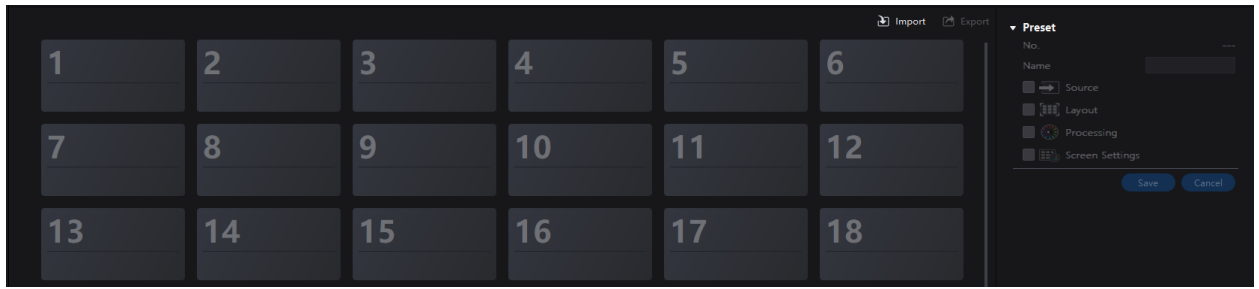 Import Export
1 2 3 4 5 6
7 8 9 10 11 12
13 14 15 16 17 18
Preset
No. ---
Name
Source
Layout
Processing
Screen Settings
Save Cancel